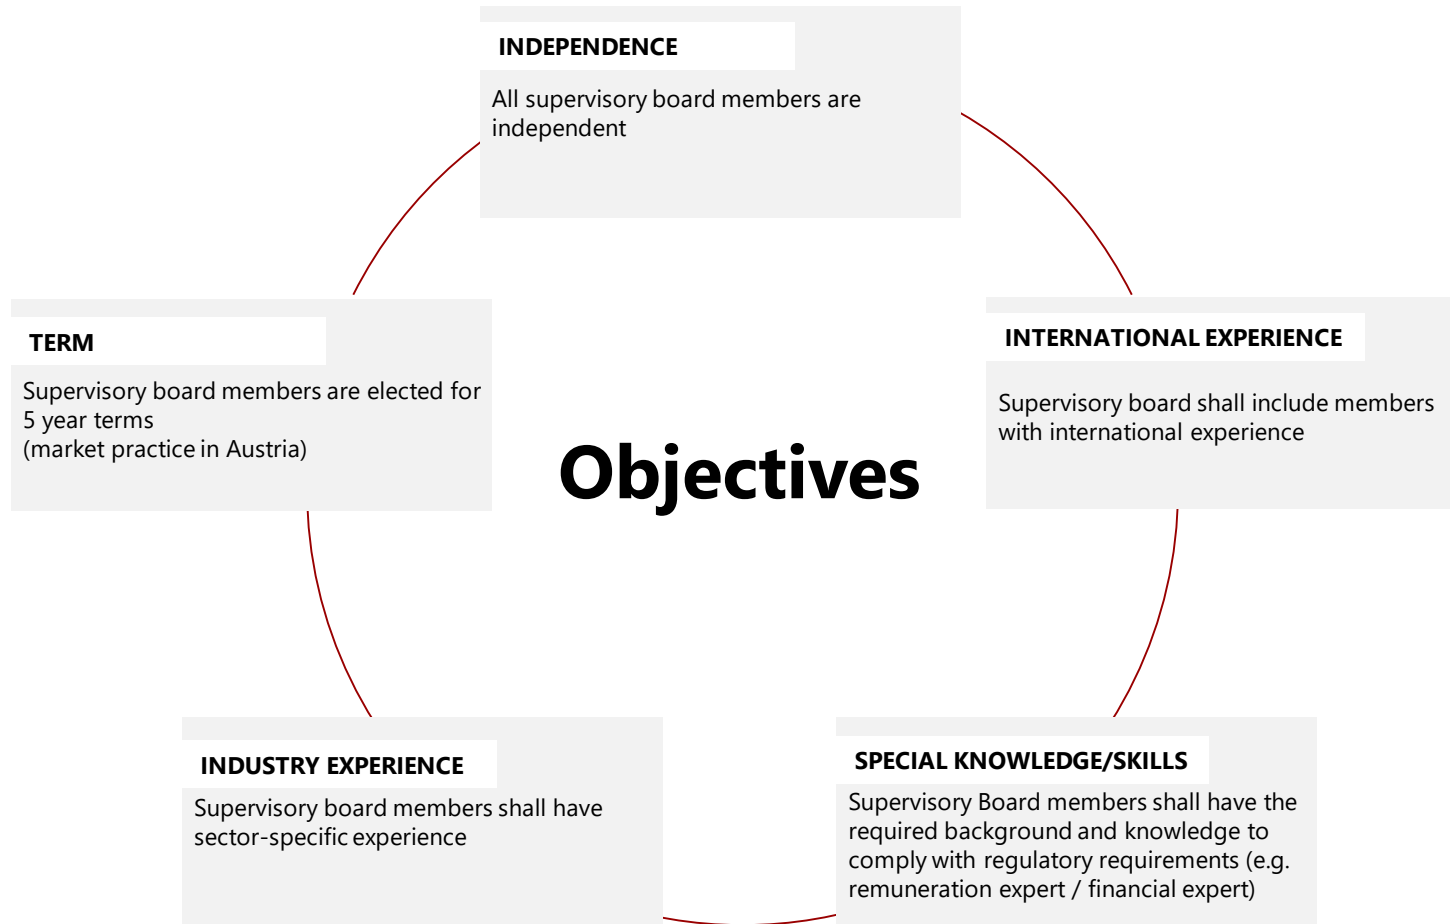 INDEPENDENCE
All supervisory board members are
independent
TERM
Supervisory board members are elected for
5 year terms
(market practice in Austria)
INTERNATIONAL EXPERIENCE
Supervisory board shall include members
with international experience
Objectives
INDUSTRY EXPERIENCE
Supervisory board members shall have
sector-specific experience
SPECIAL KNOWLEDGE/SKILLS
Supervisory Board members shall have the
required background and knowledge to
comply with regulatory requirements (e.g.
remuneration expert / financial expert)